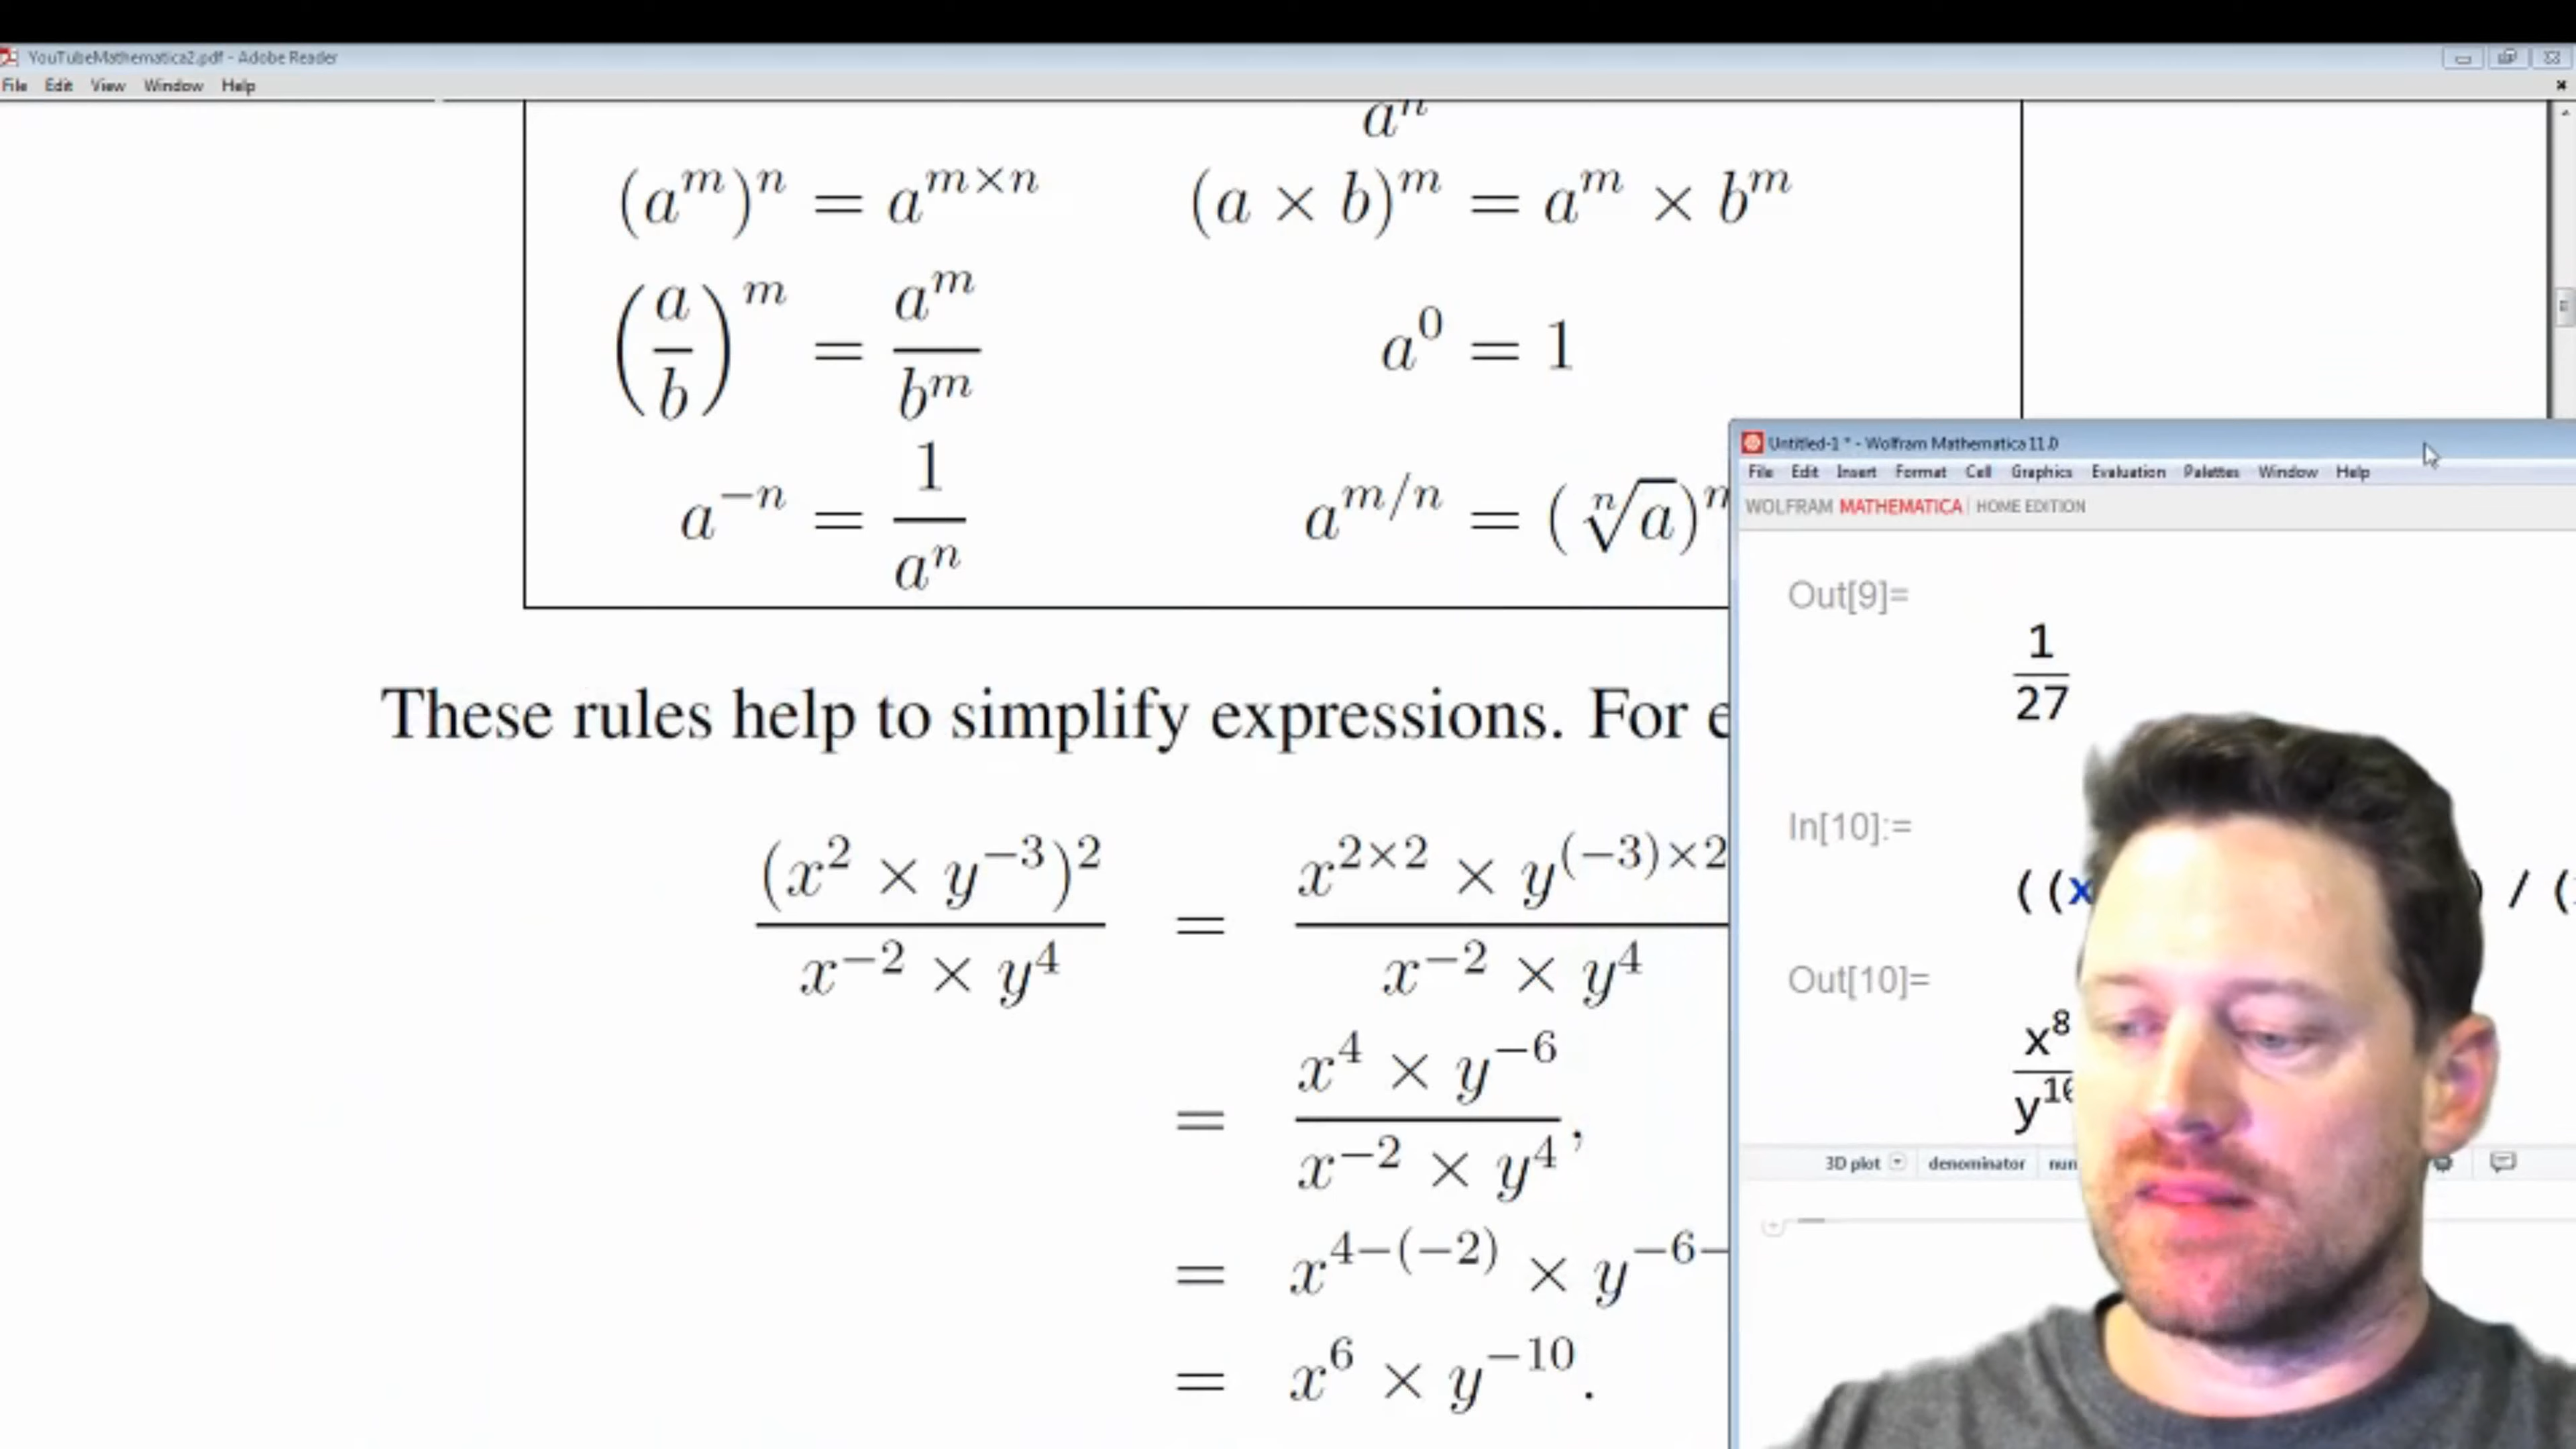 YouTubeMathematica2.pdf - Adobe Reader
File Edit View Window Help
aⁿ
(a^m)^n = a^{m×n} (a × b)^m = a^m × b^m
(a/b)^m = a^m/b^m a^0 = 1
a^{-n} = 1/a^n a^{m/n} = (ⁿ√a)^m
These rules help to simplify expressions. For
(x^2 × y^{-3})^2 / x^{-2} × y^4 = x^{2×2} × y^{(-3)×2} / x^{-2} × y^4
= x^4 × y^{-6} / x^{-2} × y^4,
= x^{4-(-2)} × y^{-6-
= x^6 × y^{-10}.
Untitled-1 * - Wolfram Mathematica 11.0
File Edit Insert Format Cell Graphics Evaluation Palettes Window Help
WOLFRAM MATHEMATICA | HOME EDITION
Out[9]=
1/27
In[10]:=
((x ) / (
Out[10]=
x^8
y^16
3D plot denominator